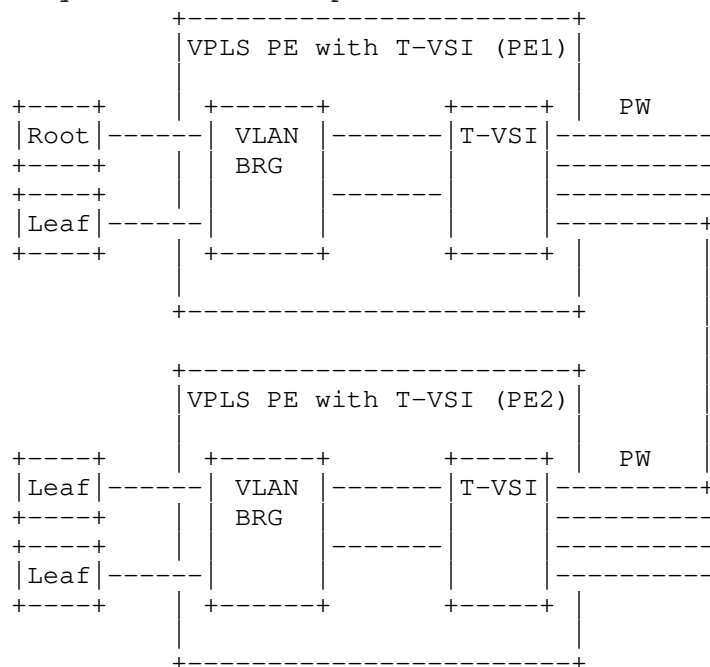 VPLS PE with T-VSI (PE1)
PW
Root VLAN T-VSI
BRG
Leaf
VPLS PE with T-VSI (PE2)
PW
Leaf VLAN T-VSI
BRG
Leaf